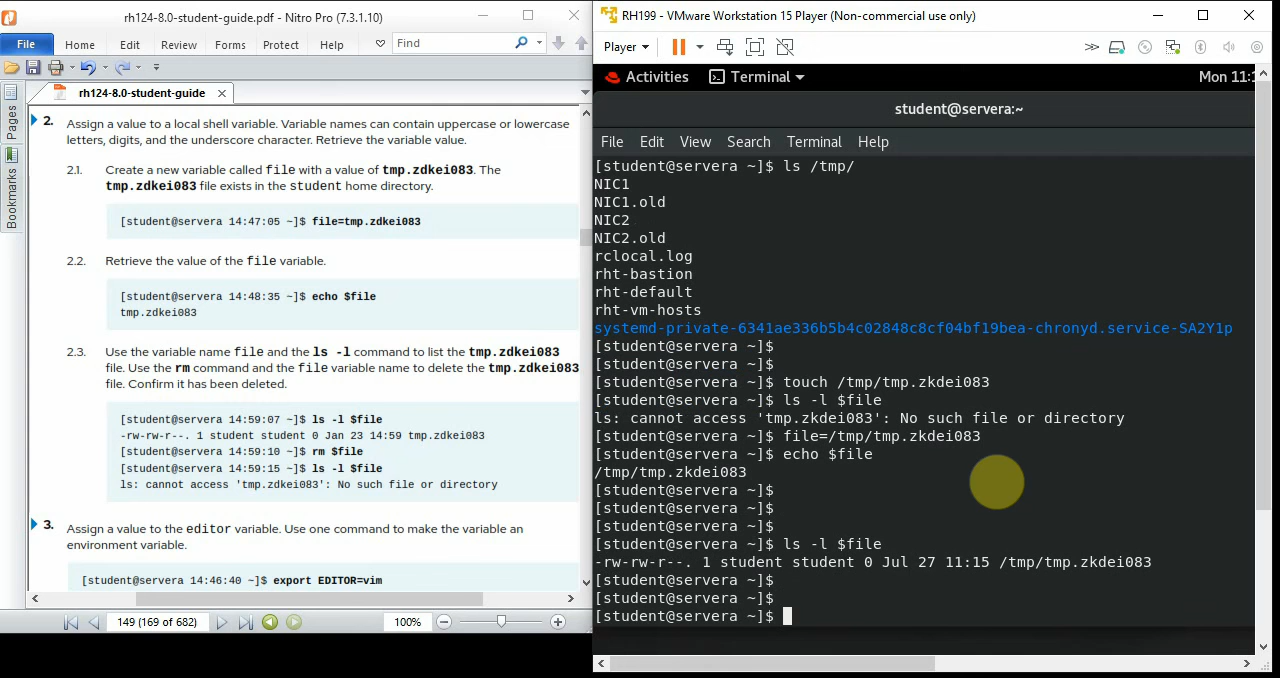 rh124-8.0-student-guide.pdf - Nitro Pro (7.3.1.10)
File Home Edit Review Forms Protect Help Find
rh124-8.0-student-guide
Pages
Bookmarks
2. Assign a value to a local shell variable. Variable names can contain uppercase or lowercase
letters, digits, and the underscore character. Retrieve the variable value.
2.1. Create a new variable called file with a value of tmp.zdkei083. The
tmp.zdkei083 file exists in the student home directory.
[student@servera 14:47:05 ~]$ file=tmp.zdkei083
2.2. Retrieve the value of the file variable.
[student@servera 14:48:35 ~]$ echo $file
tmp.zdkei083
2.3. Use the variable name file and the ls -l command to list the tmp.zdkei083
file. Use the rm command and the file variable name to delete the tmp.zdkei083
file. Confirm it has been deleted.
[student@servera 14:59:07 ~]$ ls -l $file
-rw-rw-r--. 1 student student 0 Jan 23 14:59 tmp.zdkei083
[student@servera 14:59:10 ~]$ rm $file
[student@servera 14:59:15 ~]$ ls -l $file
ls: cannot access 'tmp.zdkei083': No such file or directory
3. Assign a value to the editor variable. Use one command to make the variable an
environment variable.
[student@servera 14:46:40 ~]$ export EDITOR=vim
149 (169 of 682) 100%
RH199 - VMware Workstation 15 Player (Non-commercial use only)
Player
Activities Terminal Mon 11:1
student@servera:~
File Edit View Search Terminal Help
[student@servera ~]$ ls /tmp/
NIC1
NIC1.old
NIC2
NIC2.old
rclocal.log
rht-bastion
rht-default
rht-vm-hosts
systemd-private-6341ae336b5b4c02848c8cf04bf19bea-chronyd.service-SA2Y1p
[student@servera ~]$
[student@servera ~]$
[student@servera ~]$ touch /tmp/tmp.zkdei083
[student@servera ~]$ ls -l $file
ls: cannot access 'tmp.zkdei083': No such file or directory
[student@servera ~]$ file=/tmp/tmp.zkdei083
[student@servera ~]$ echo $file
/tmp/tmp.zkdei083
[student@servera ~]$
[student@servera ~]$
[student@servera ~]$
[student@servera ~]$ ls -l $file
-rw-rw-r--. 1 student student 0 Jul 27 11:15 /tmp/tmp.zkdei083
[student@servera ~]$
[student@servera ~]$
[student@servera ~]$